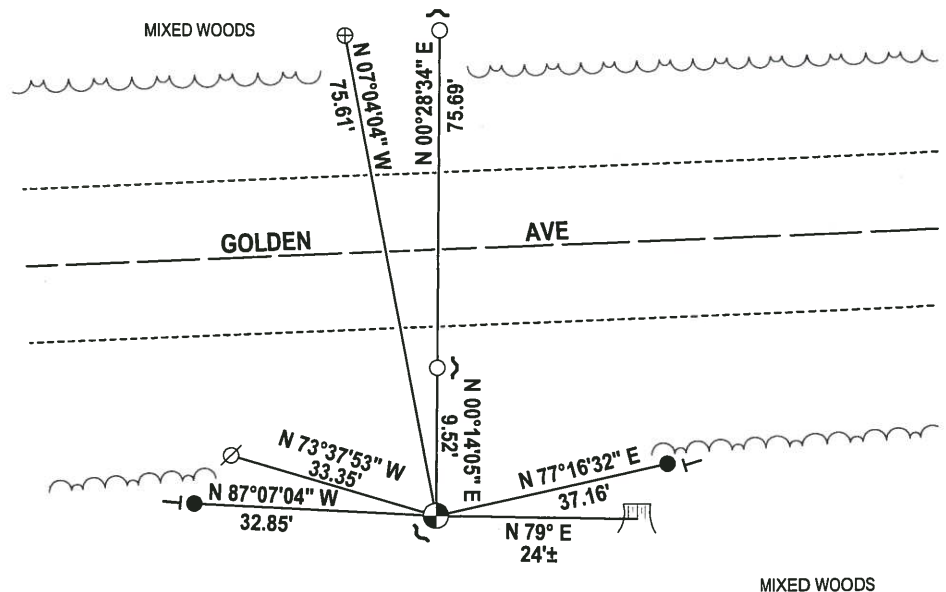 MIXED WOODS
N 07°04'04" W
75.61'
N 00°28'34" E
75.69'
GOLDEN AVE
N 00°14'05" E
9.52'
N 73°37'53" W
33.35'
N 87°07'04" W
32.85'
N 77°16'32" E
37.16'
N 79° E
24'±
MIXED WOODS